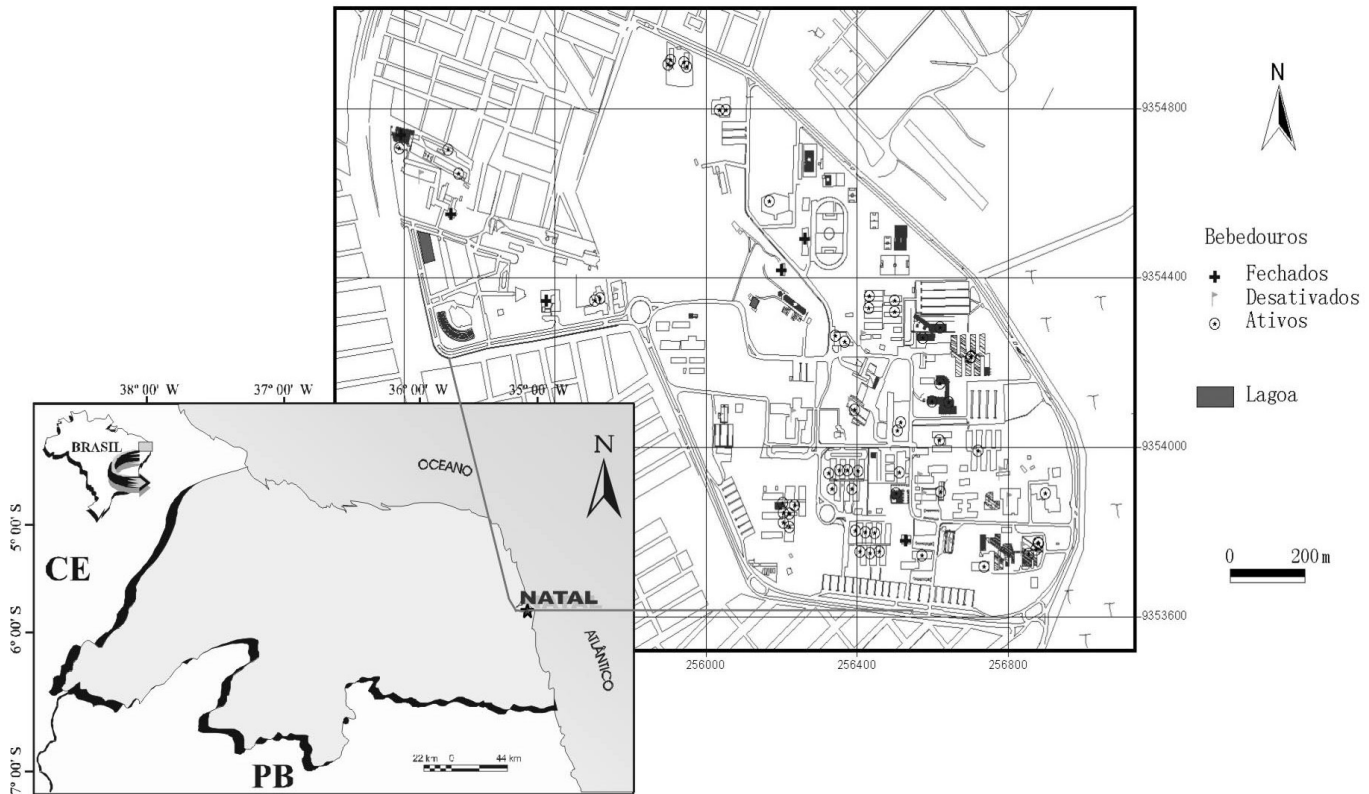 9354800
9354400
9354000
9353600
256000
256400
256800
N
Bebedouros
Fechados
Desativados
Ativos
Lagoa
0 200 m
38° 00' W
37° 00' W
36° 00' W
35° 00' W
5° 00' S
6° 00' S
7° 00' S
BRASIL
OCEANO
N
CE
NATAL
ATLÂNTICO
PB
22 km 0 44 km